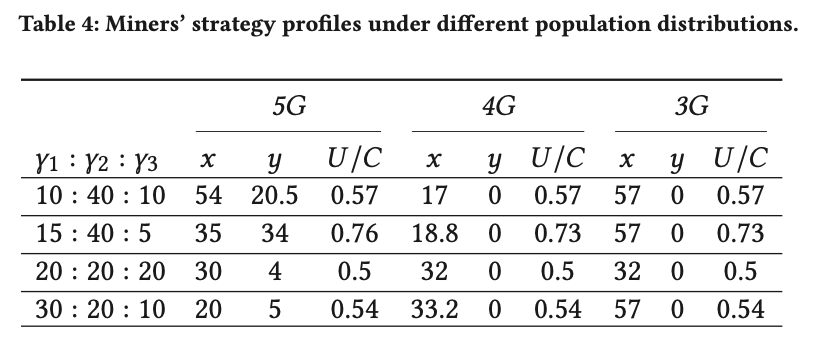 Table 4: Miners' strategy profiles under different population distributions.
5G 4G 3G
γ1 : γ2 : γ3 x y U/C x y U/C x y U/C
10 : 40 : 10 54 20.5 0.57 17 0 0.57 57 0 0.57
15 : 40 : 5 35 34 0.76 18.8 0 0.73 57 0 0.73
20 : 20 : 20 30 4 0.5 32 0 0.5 32 0 0.5
30 : 20 : 10 20 5 0.54 33.2 0 0.54 57 0 0.54